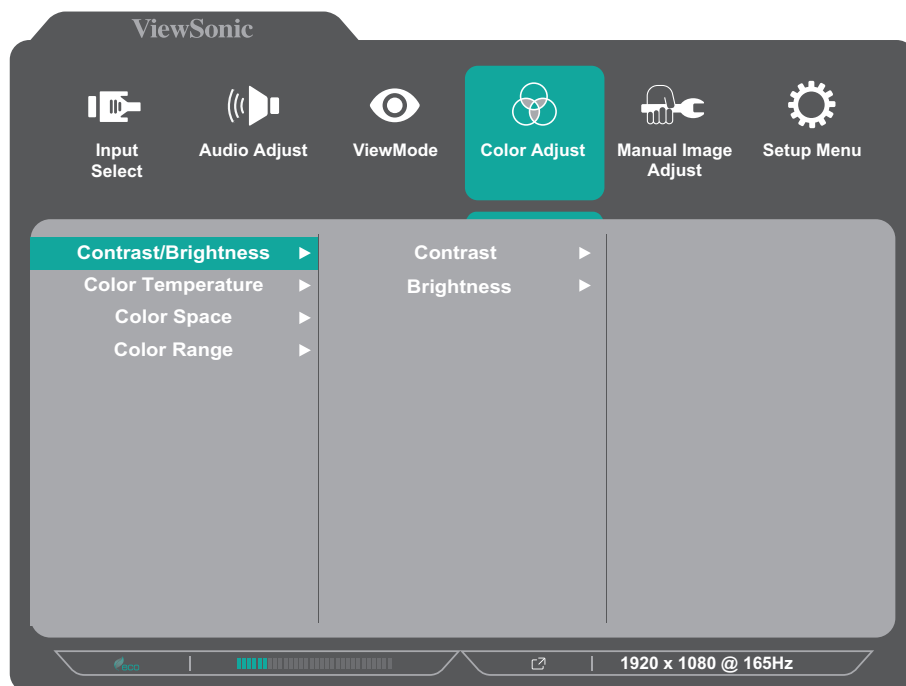 ViewSonic
Input
Select
Audio Adjust
ViewMode
Color Adjust
Manual Image
Adjust
Setup Menu
Contrast/Brightness
Color Temperature
Color Space
Color Range
Contrast
Brightness
eco
1920 x 1080 @ 165Hz